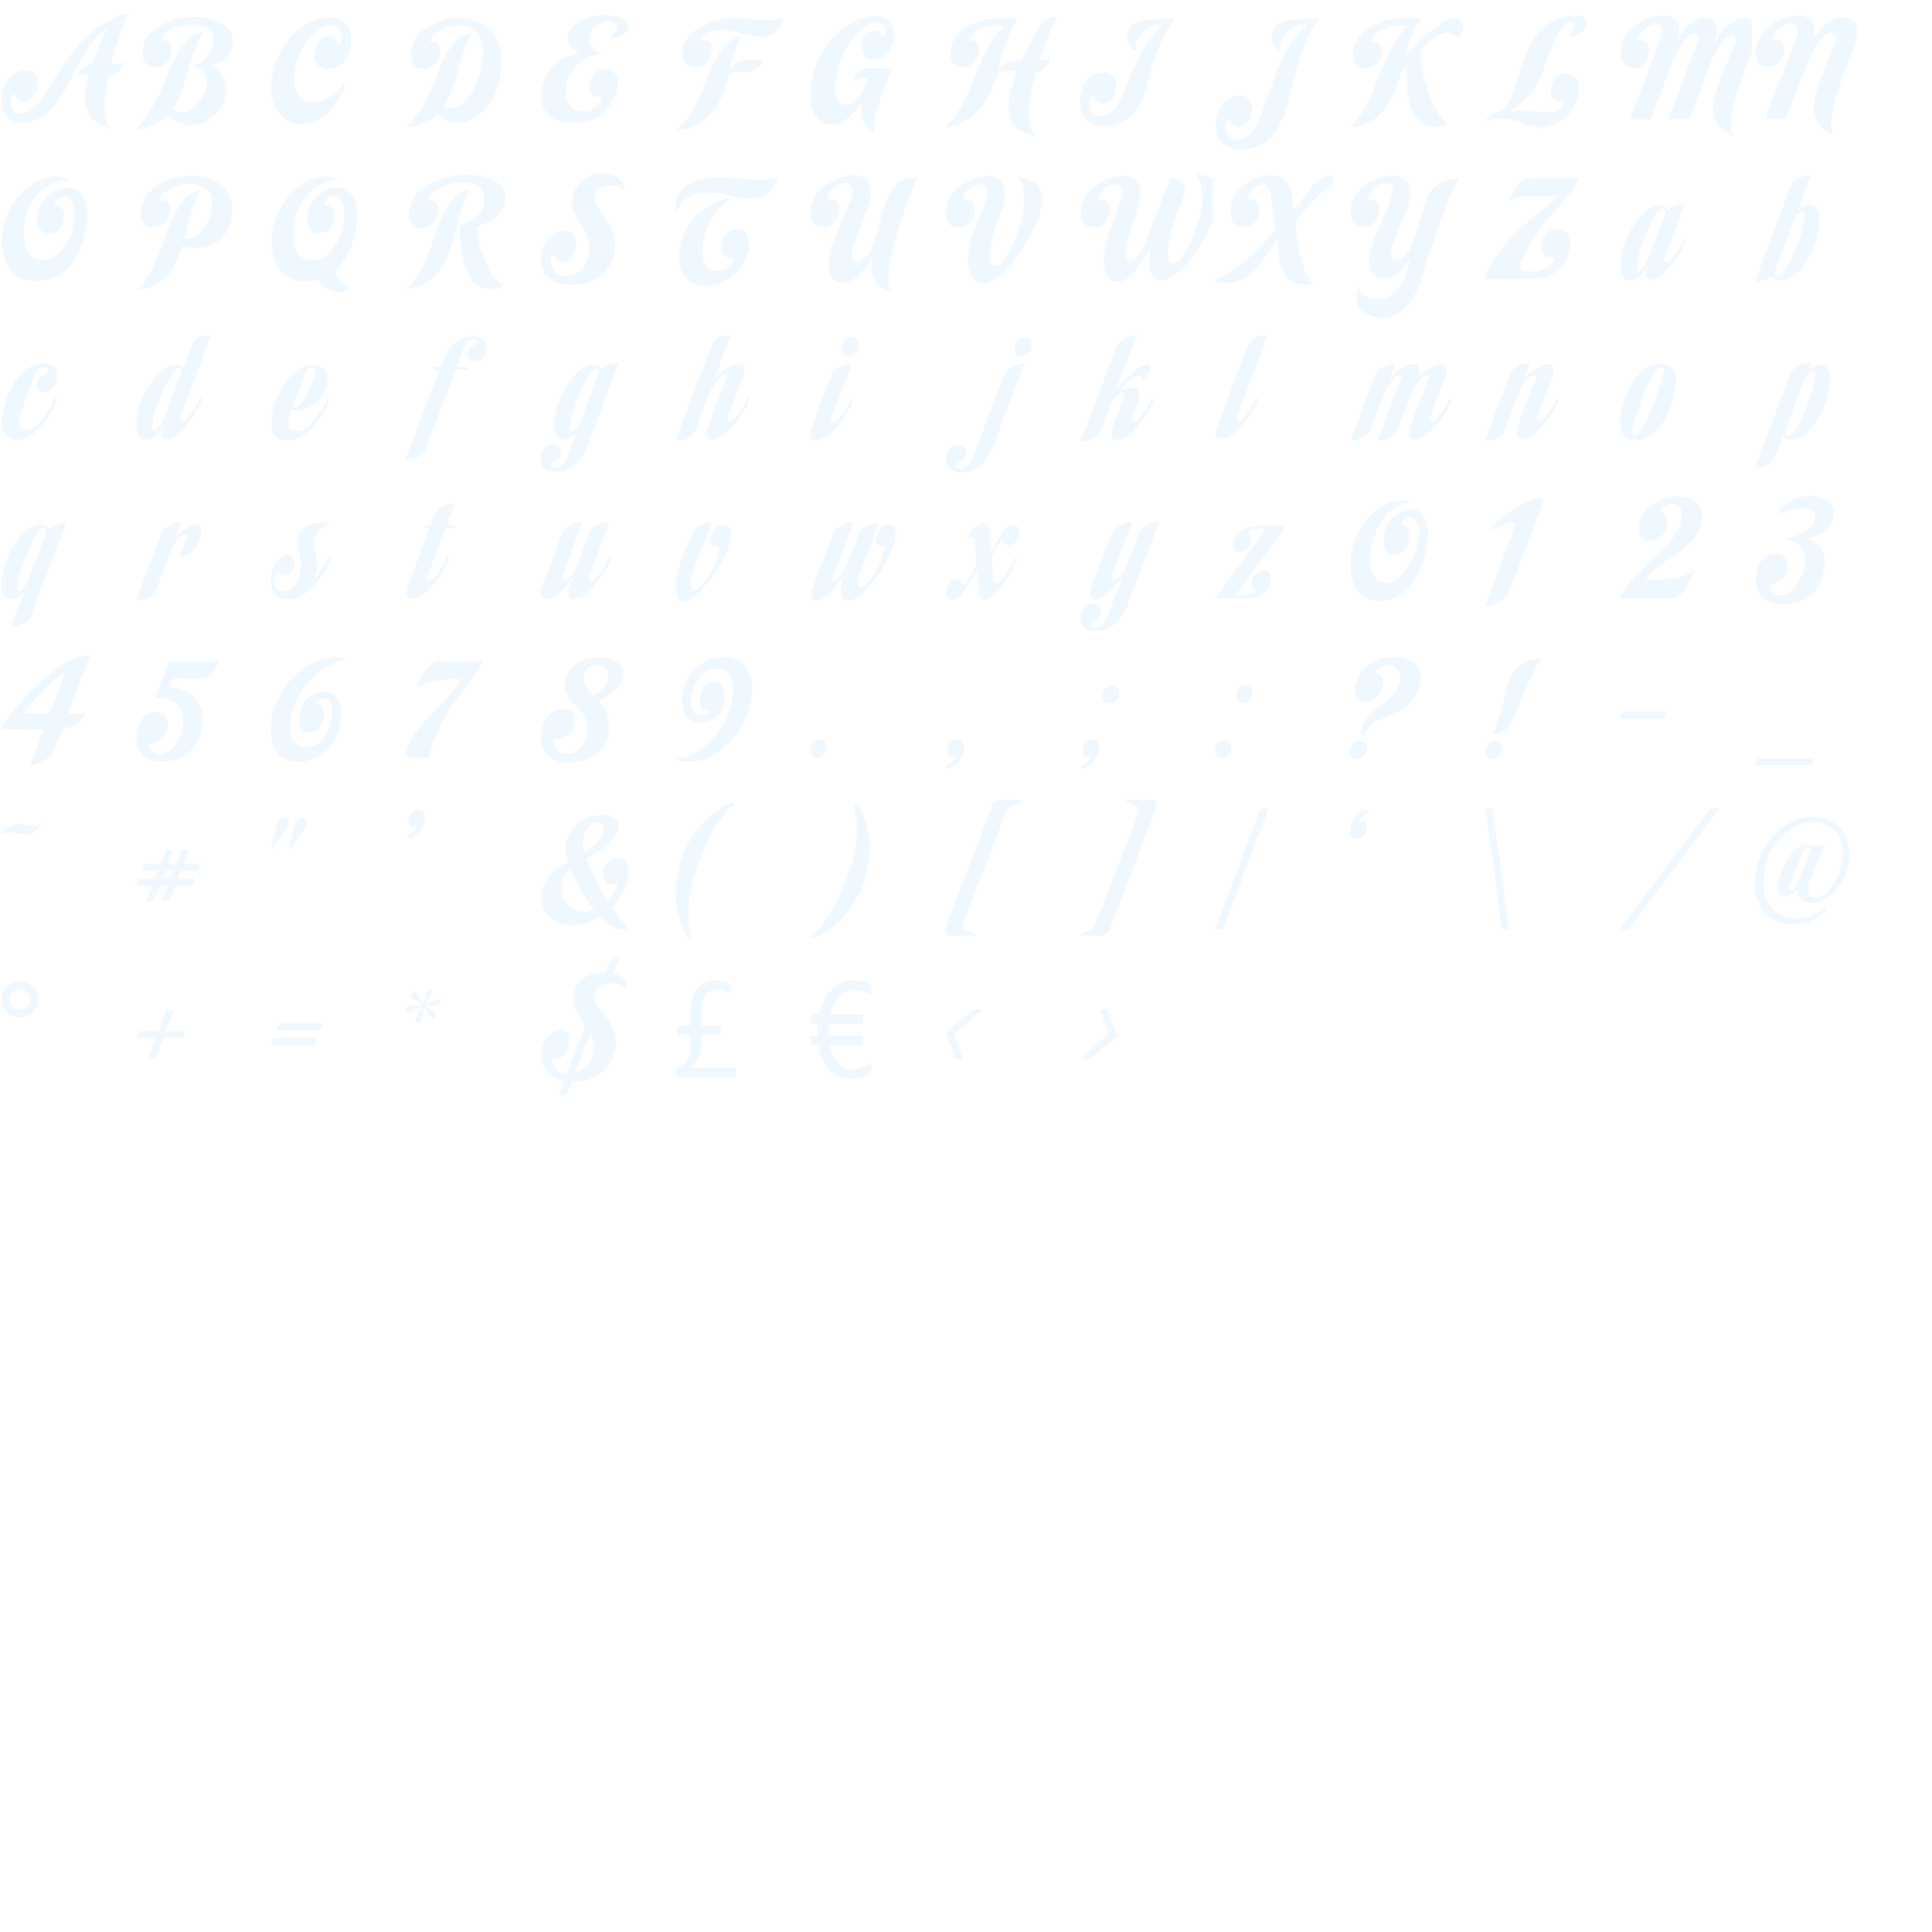 A B C D E F G H I J K L M N
O P Q R S T U V W X Y Z a b
c d e f g h i j k l m n o p
q r s t u v w x y z 0 1 2 3
4 5 6 7 8 9 . , ; : ? ! - _
~ # " ' & ( ) [ ] | ‘ \ / @
° + = * $ £ € < >